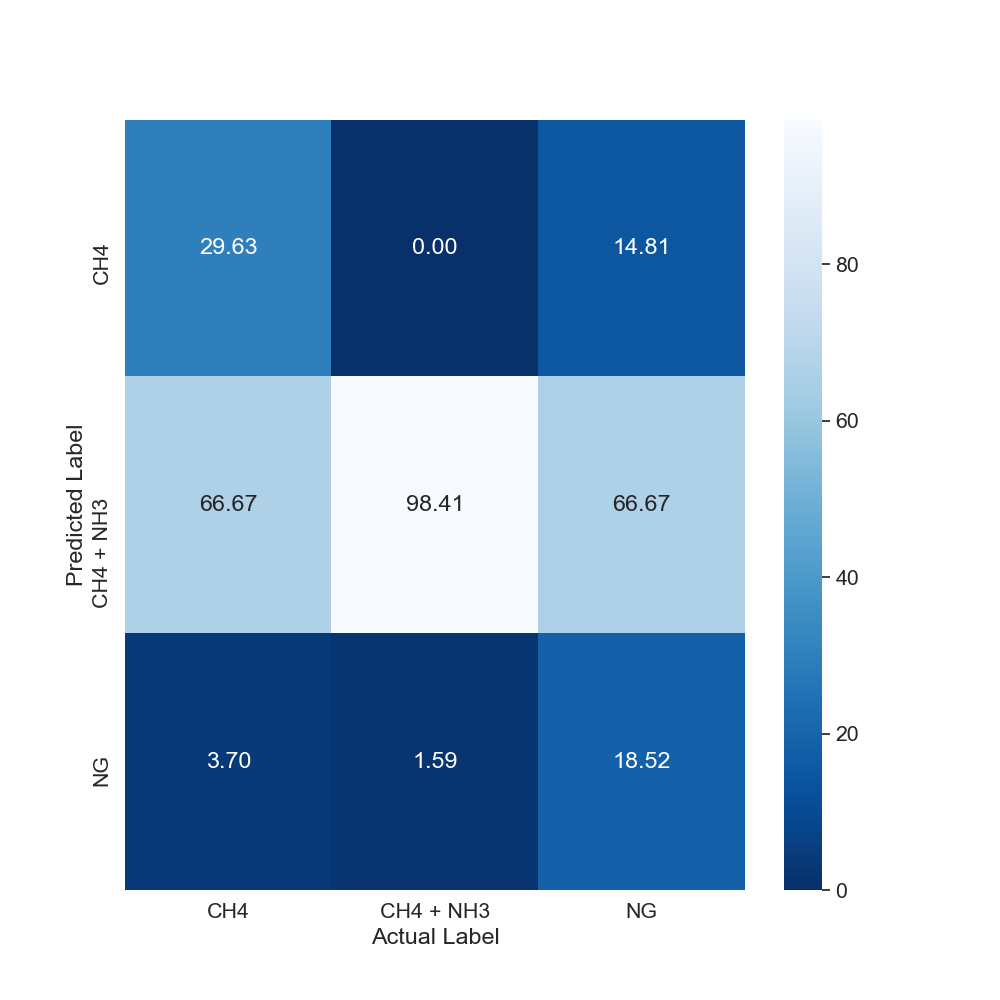 CH4
29.63
0.00
14.81
80
Predicted Label
CH4 + NH3
66.67
98.41
66.67
60
40
NG
3.70
1.59
18.52
20
0
CH4
CH4 + NH3
NG
Actual Label